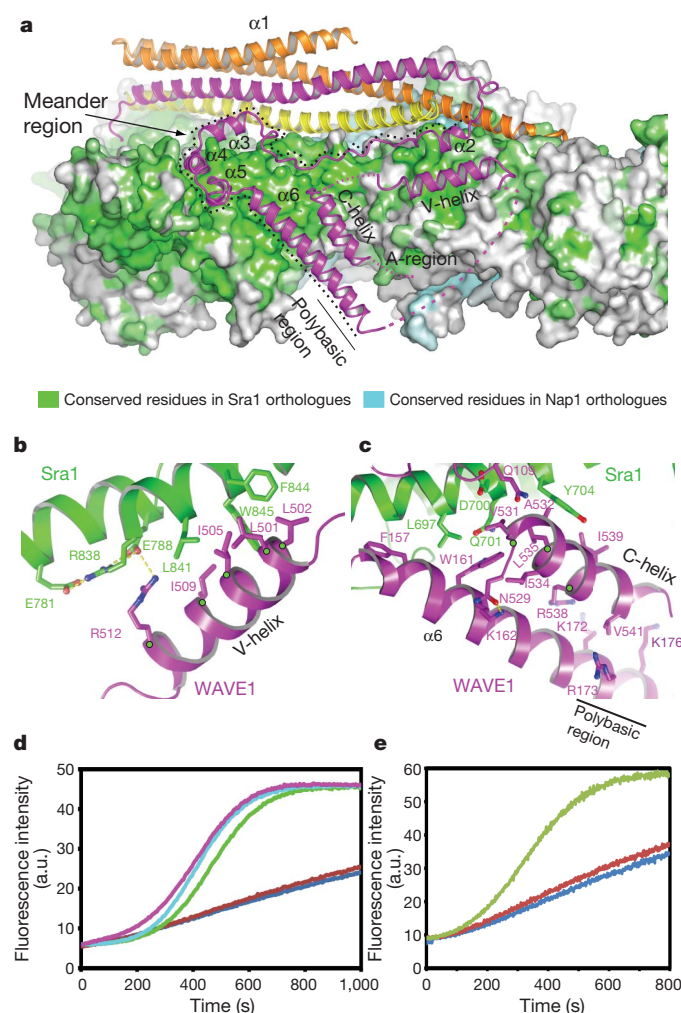 a
α1
Meander
region
α3
α4
α5
α2
α6
C-helix
V-helix
A-region
Polybasic
region
Conserved residues in Sra1 orthologues
Conserved residues in Nap1 orthologues
b
Sra1
F844
W845
L502
L501
E788
R838
I505
L841
E781
I509
R512
V-helix
WAVE1
c
Q109
Sra1
D700
Y704
V531
A532
L697
Q701
F157
L535
I539
W161
C-helix
I534
N529
R538
K172
α6
K162
V541
K176
WAVE1
R173
Polybasic
region
d
Fluorescence intensity
(a.u.)
50
40
30
20
10
0
0
200
400
600
800
1,000
Time (s)
e
Fluorescence intensity
(a.u.)
60
50
40
30
20
10
0
0
200
400
600
800
Time (s)